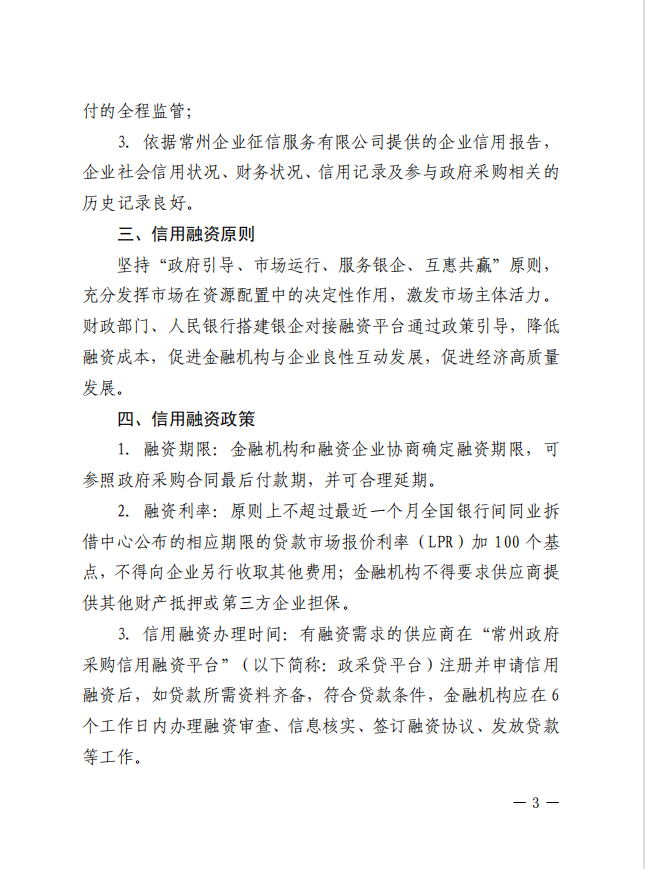 付的全程监管；
3. 依据常州企业征信服务有限公司提供的企业信用报告，
企业社会信用状况、财务状况、信用记录及参与政府采购相关的
历史记录良好。
三、信用融资原则
坚持“政府引导、市场运行、服务银企、互惠共赢”原则，
充分发挥市场在资源配置中的决定性作用，激发市场主体活力。
财政部门、人民银行搭建银企对接融资平台通过政策引导，降低
融资成本，促进金融机构与企业良性互动发展，促进经济高质量
发展。
四、信用融资政策
1. 融资期限：金融机构和融资企业协商确定融资期限，可
参照政府采购合同最后付款期，并可合理延期。
2. 融资利率：原则上不超过最近一个月全国银行间同业拆
借中心公布的相应期限的贷款市场报价利率（LPR）加 100 个基
点，不得向企业另行收取其他费用；金融机构不得要求供应商提
供其他财产抵押或第三方企业担保。
3. 信用融资办理时间：有融资需求的供应商在“常州政府
采购信用融资平台”（以下简称：政采贷平台）注册并申请信用
融资后，如贷款所需资料齐备，符合贷款条件，金融机构应在 6
个工作日内办理融资审查、信息核实、签订融资协议、发放贷款
等工作。
— 3 —